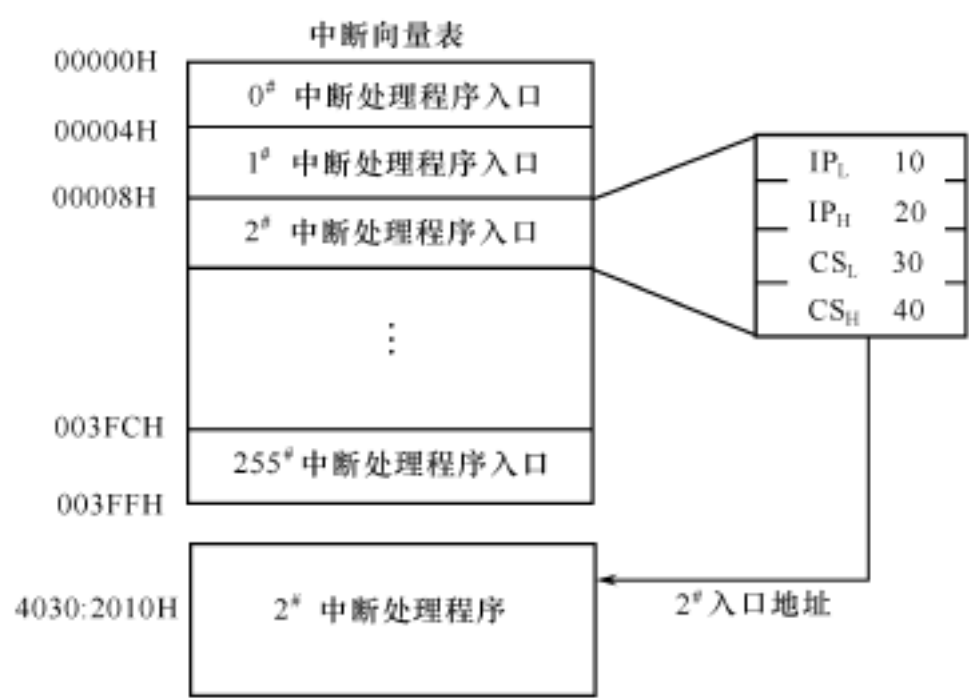 中断向量表
00000H
0# 中断处理程序入口
00004H
1# 中断处理程序入口
00008H
2# 中断处理程序入口
⋮
003FCH
255# 中断处理程序入口
003FFH
IPL 10
IPH 20
CSL 30
CSH 40
4030:2010H
2# 中断处理程序
2# 入口地址